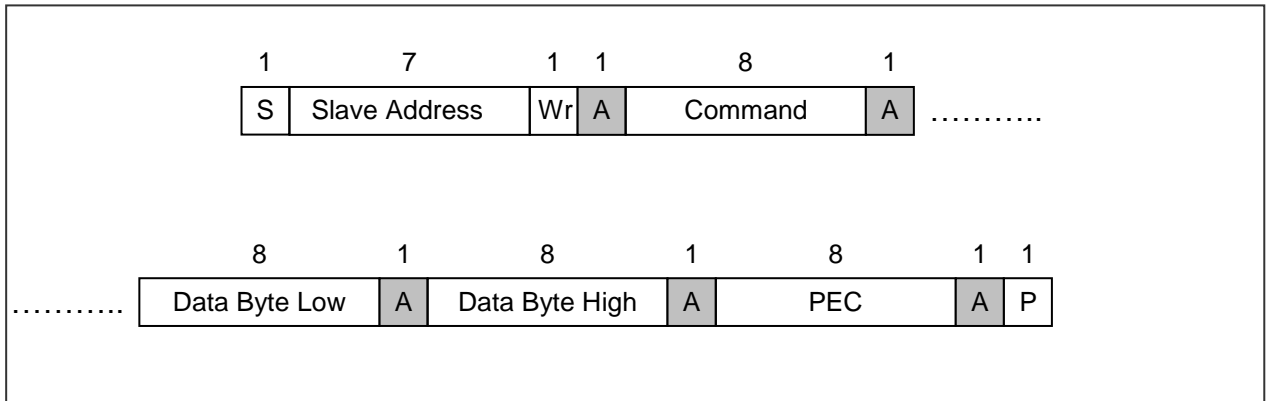 1 7 1 1 8 1
S Slave Address Wr A Command A ………..
8 1 8 1 8 1 1
……….. Data Byte Low A Data Byte High A PEC A P